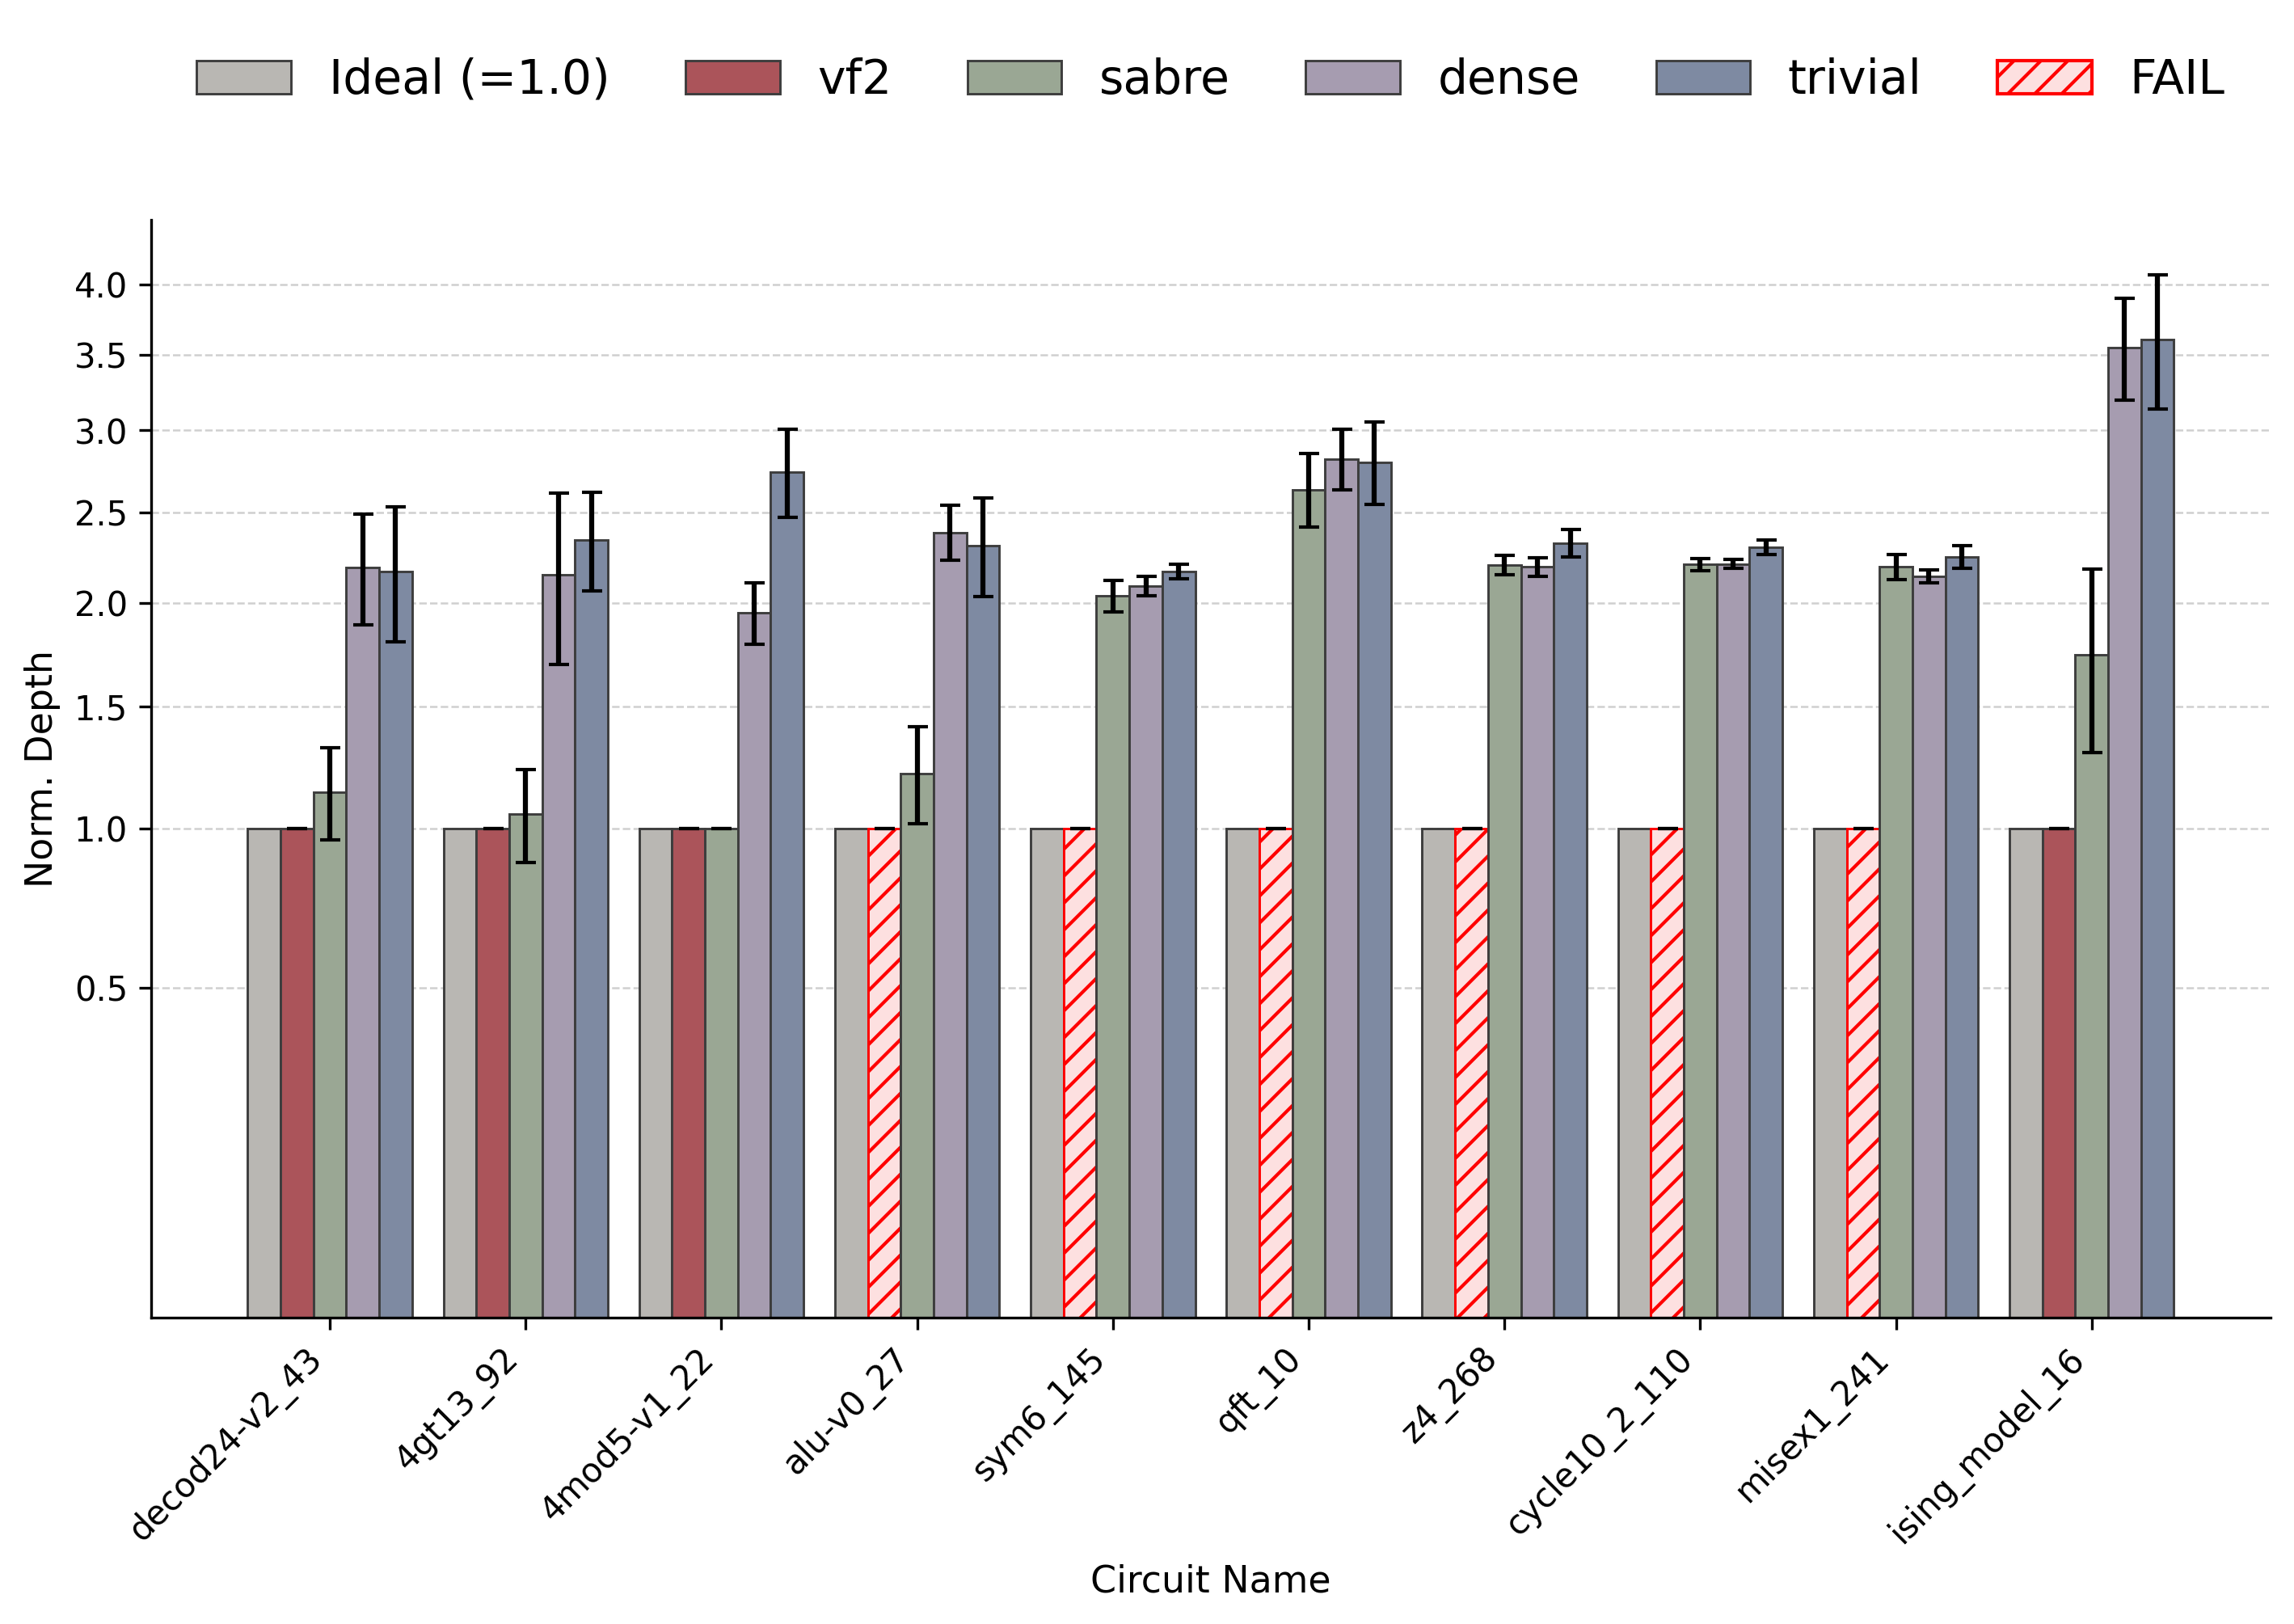 Ideal (=1.0) vf2 sabre dense trivial FAIL
4.0
3.5
3.0
2.5
2.0
1.5
1.0
0.5
Norm. Depth
decod24-v2_43
4gt13_92
4mod5-v1_22
alu-v0_27
sym6_145
qft_10
z4_268
cycle10_2_110
misex1_241
ising_model_16
Circuit Name